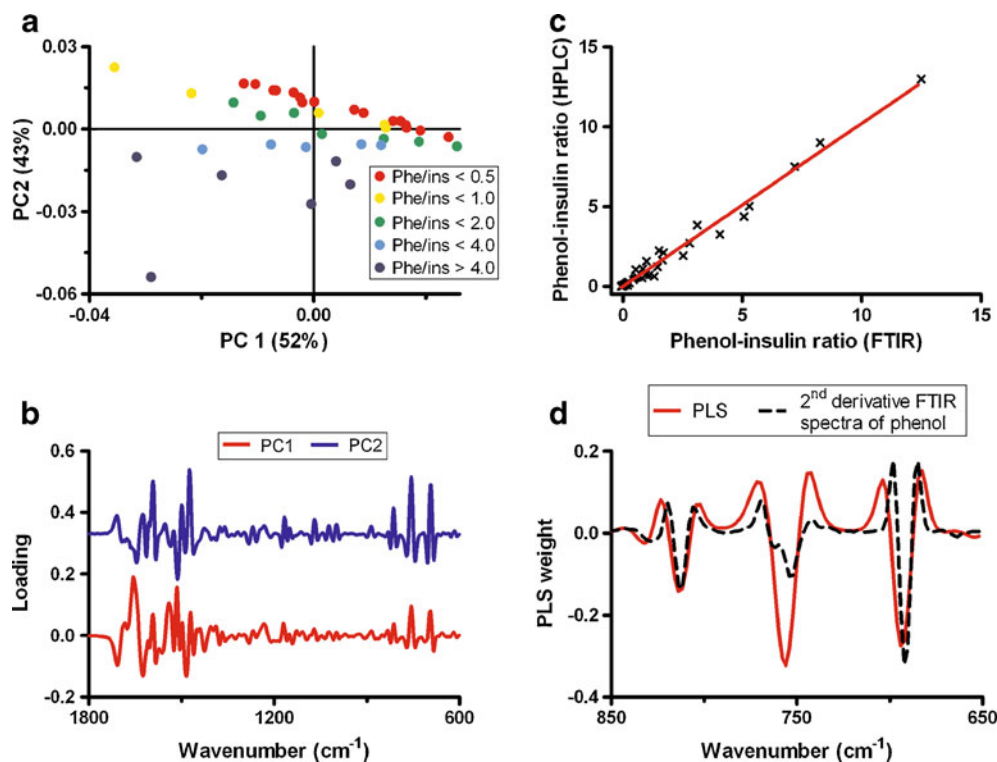 a
0.03
0.00
-0.03
-0.06
PC2 (43%)
-0.04
0.00
PC 1 (52%)
Phe/ins < 0.5
Phe/ins < 1.0
Phe/ins < 2.0
Phe/ins < 4.0
Phe/ins > 4.0
c
15
10
5
0
Phenol-insulin ratio (HPLC)
0
5
10
15
Phenol-insulin ratio (FTIR)
b
PC1
PC2
0.6
0.4
0.2
0.0
-0.2
Loading
1800
1200
600
Wavenumber (cm⁻¹)
d
PLS
2nd derivative FTIR
spectra of phenol
0.2
0.0
-0.2
-0.4
PLS weight
850
750
650
Wavenumber (cm⁻¹)